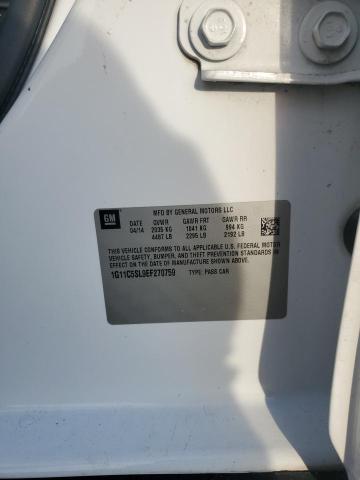 GM
MFD BY GENERAL MOTORS LLC
DATE GVWR GAWR FRT GAWR RR
04/14 2035 KG 1041 KG 994 KG
4487 LB 2295 LB 2192 LB
THIS VEHICLE CONFORMS TO ALL APPLICABLE U.S. FEDERAL MOTOR
VEHICLE SAFETY, BUMPER, AND THEFT PREVENTION STANDARDS IN
EFFECT ON THE DATE OF MANUFACTURE SHOWN ABOVE.
1G11C5SL9EF270759 TYPE: PASS CAR